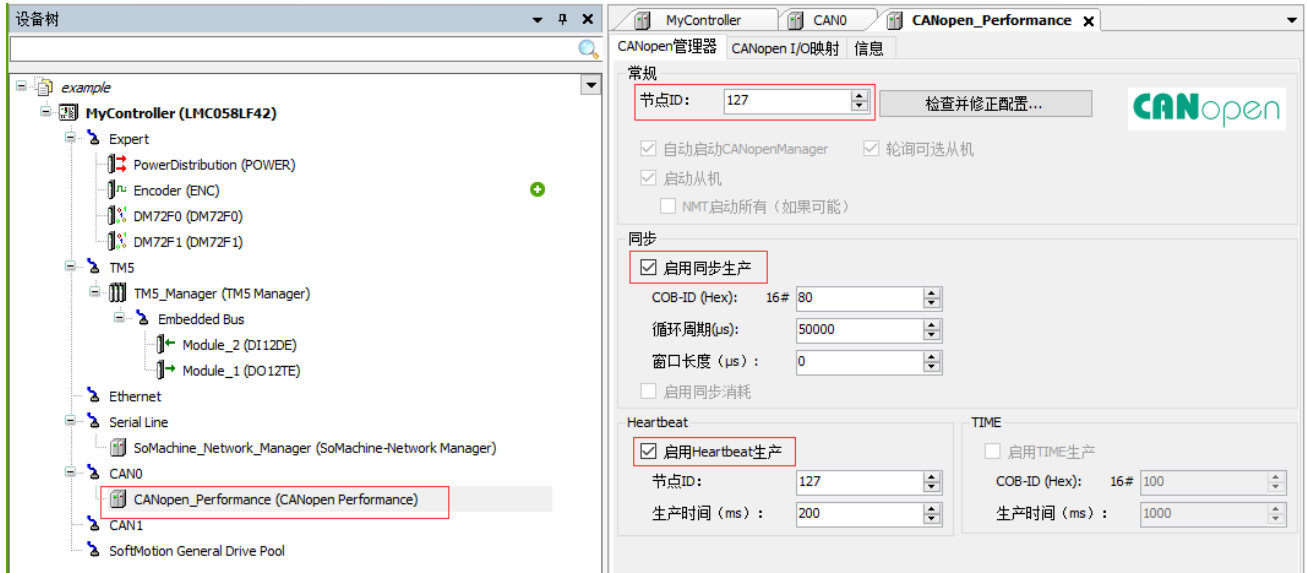 设备树
example
MyController (LMC058LF42)
Expert
PowerDistribution (POWER)
Encoder (ENC)
DM72F0 (DM72F0)
DM72F1 (DM72F1)
TM5
TM5_Manager (TM5 Manager)
Embedded Bus
Module_2 (DI12DE)
Module_1 (DO12TE)
Ethernet
Serial Line
SoMachine_Network_Manager (SoMachine-Network Manager)
CAN0
CANopen_Performance (CANopen Performance)
CAN1
SoftMotion General Drive Pool
MyController CAN0 CANopen_Performance
CANopen管理器 CANopen I/O映射 信息
常规
节点ID: 127 检查并修正配置... CANopen
自动启动CANopenManager 轮询可选从机
启动从机
NMT启动所有（如果可能）
同步
启用同步生产
COB-ID (Hex): 16# 80
循环周期(μs): 50000
窗口长度（μs）: 0
启用同步消耗
Heartbeat TIME
启用Heartbeat生产 启用TIME生产
节点ID: 127 COB-ID (Hex): 16# 100
生产时间（ms）: 200 生产时间（ms）: 1000